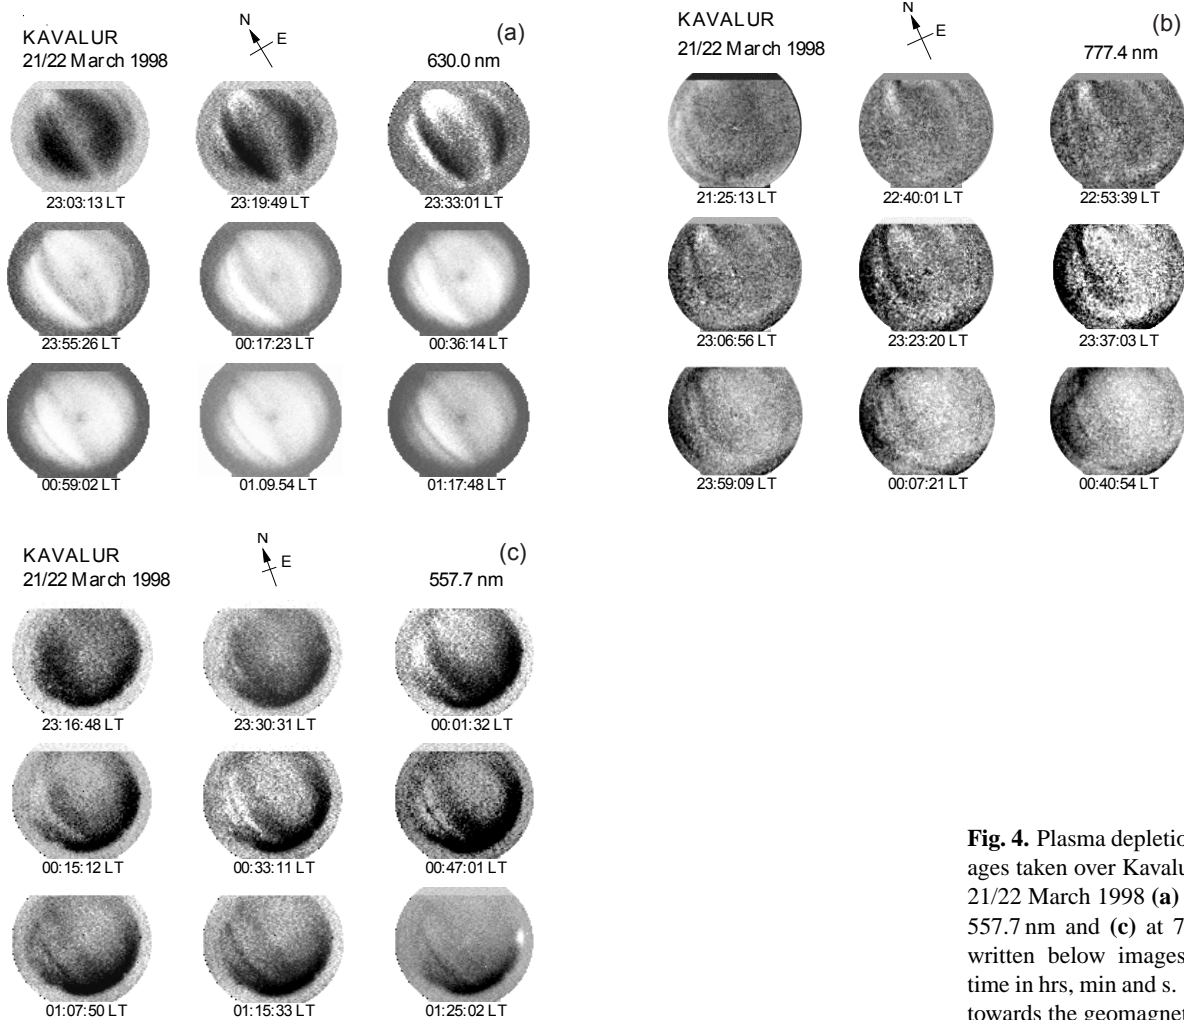 KAVALUR
21/22 March 1998
N
E
(a)
630.0 nm
23:03:13 LT
23:19:49 LT
23:33:01 LT
23:55:26 LT
00:17:23 LT
00:36:14 LT
00:59:02 LT
01.09.54 LT
01:17:48 LT
KAVALUR
21/22 March 1998
N
E
(b)
777.4 nm
21:25:13 LT
22:40:01 LT
22:53:39 LT
23:06:56 LT
23:23:20 LT
23:37:03 LT
23:59:09 LT
00:07:21 LT
00:40:54 LT
KAVALUR
21/22 March 1998
N
E
(c)
557.7 nm
23:16:48 LT
23:30:31 LT
00:01:32 LT
00:15:12 LT
00:33:11 LT
00:47:01 LT
01:07:50 LT
01:15:33 LT
01:25:02 LT
Fig. 4. Plasma depletio
ages taken over Kavalu
21/22 March 1998 (a)
557.7 nm and (c) at 7
written below images
time in hrs, min and s.
towards the geomagnet